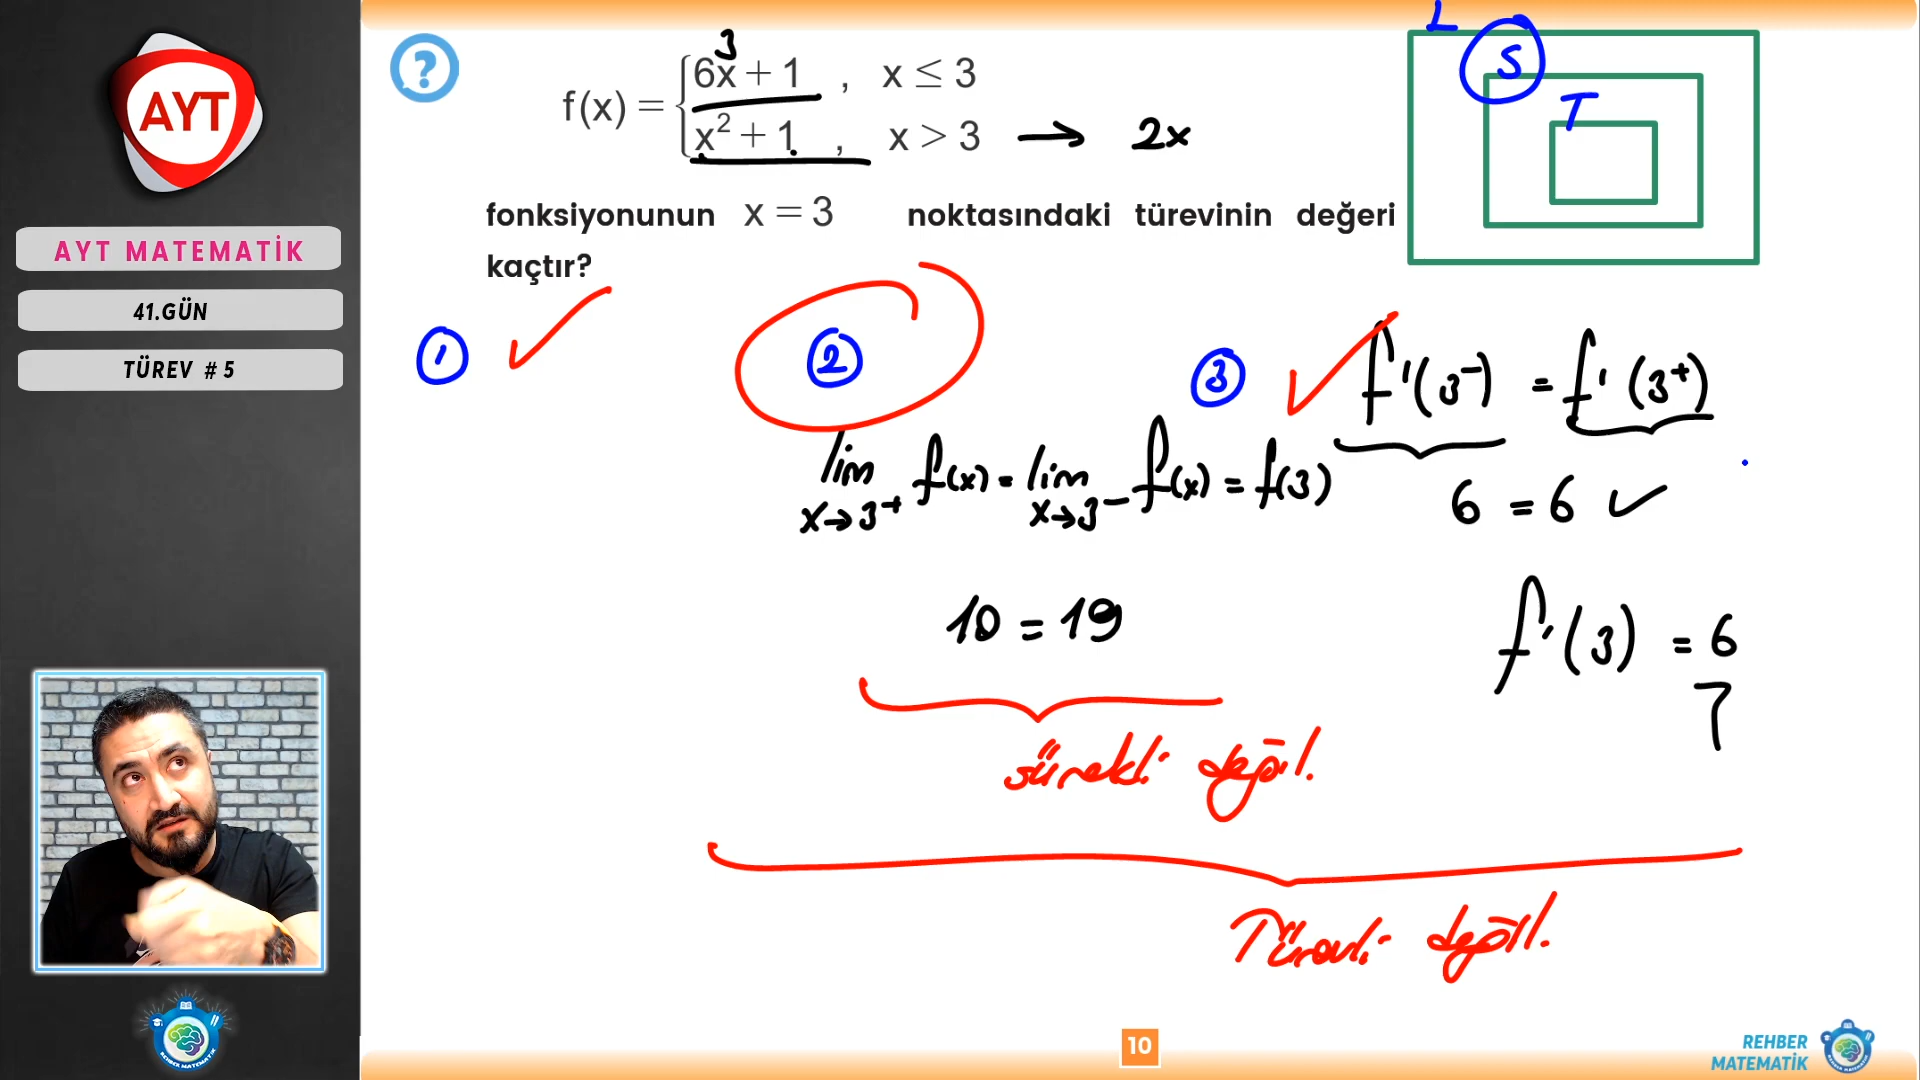 AYT
AYT MATEMATİK
41.GÜN
TÜREV # 5
3
f(x) = { 6x + 1 , x ≤ 3
x² + 1 , x > 3 → 2x
fonksiyonunun x = 3 noktasındaki türevinin değeri
kaçtır?
L
S
T
1
2
3
f'(3⁻) = f'(3⁺)
lim x→3⁺ f(x) = lim x→3⁻ f(x) = f(3)
6 = 6 ✓
10 = 19
f'(3) = 6
sürekli değil.
Türevli değil.
10
REHBER
MATEMATİK
REHBER MATEMATİK